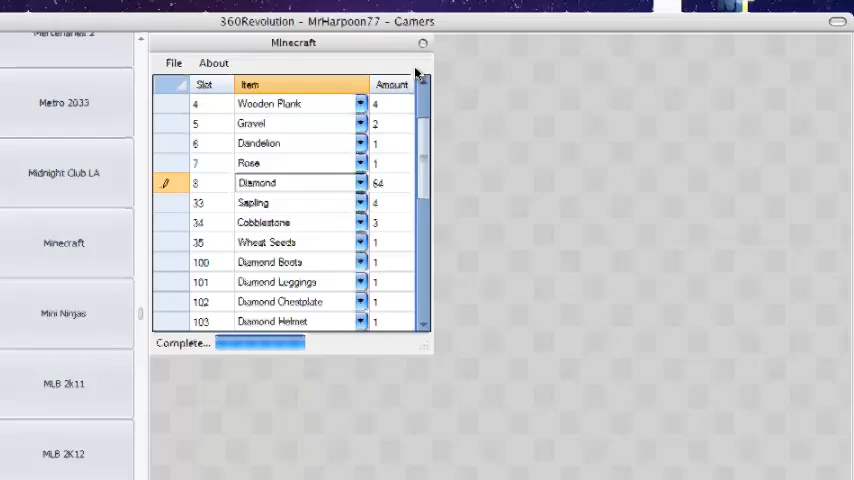 360Revolution - MrHarpoon77 - Gamers
Mercenaries 2
Metro 2033
Midnight Club LA
Minecraft
Mini Ninjas
MLB 2k11
MLB 2K12
Minecraft
File About
Slot Item Amount
4 Wooden Plank 4
5 Gravel 2
6 Dandelion 1
7 Rose 1
8 Diamond 64
33 Sapling 4
34 Cobblestone 3
35 Wheat Seeds 1
100 Diamond Boots 1
101 Diamond Leggings 1
102 Diamond Chestplate 1
103 Diamond Helmet 1
Complete...